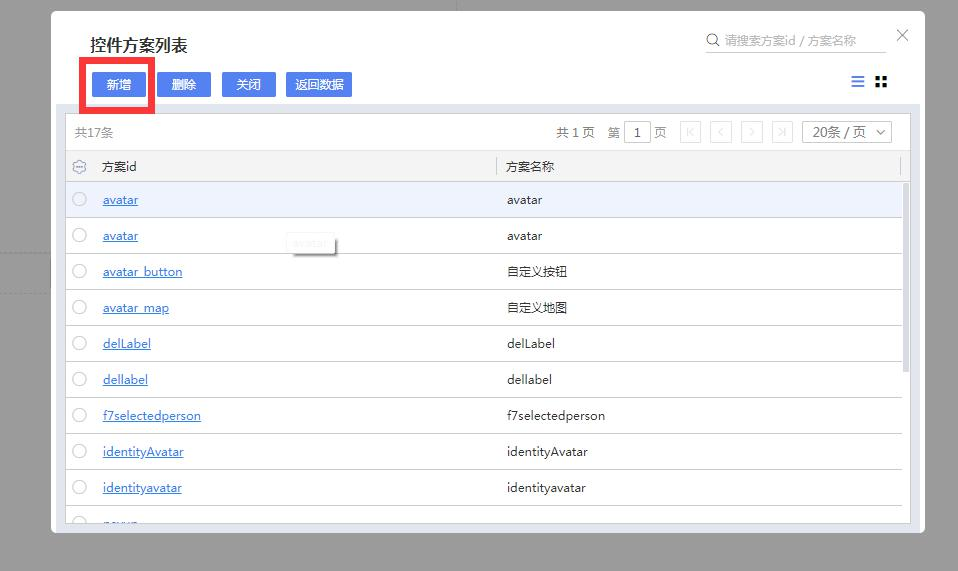 控件方案列表
请搜索方案id / 方案名称
新增 删除 关闭 返回数据
共17条 共 1 页 第 1 页 20条 / 页
方案id 方案名称
avatar avatar
avatar avatar
avatar
avatar_button 自定义按钮
avatar_map 自定义地图
delLabel delLabel
dellabel dellabel
f7selectedperson f7selectedperson
identityAvatar identityAvatar
identityavatar identityavatar